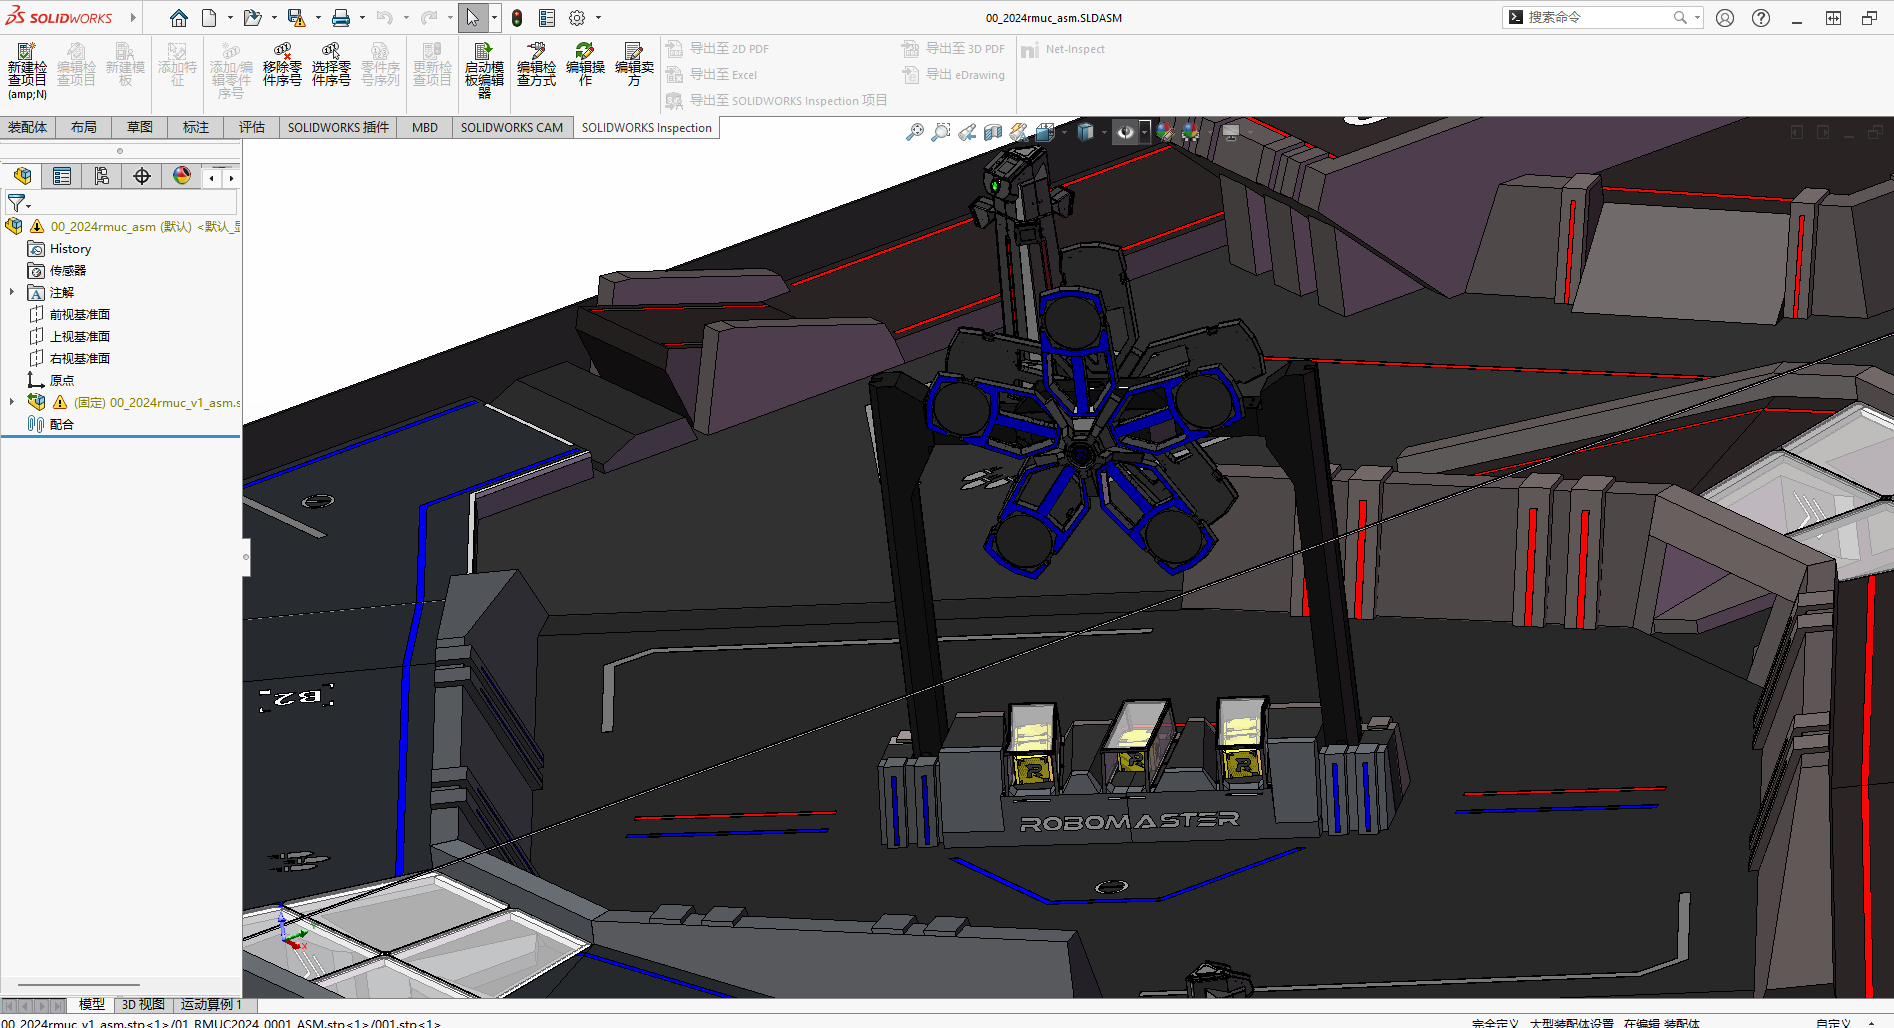 SOLIDWORKS
00_2024rmuc_asm.SLDASM
搜索命令
新建检查项目(amp;N)
编辑检查项目
新建模板
添加特征
添加/编辑零件序号
移除零件序号
选择零件序号
零件序号序列
更新检查项目
启动模板编辑器
编辑检查方式
编辑操作
编辑卖方
导出至 2D PDF
导出至 Excel
导出至 SOLIDWORKS Inspection 项目
导出至 3D PDF
导出 eDrawing
Net-Inspect
装配体
布局
草图
标注
评估
SOLIDWORKS 插件
MBD
SOLIDWORKS CAM
SOLIDWORKS Inspection
00_2024rmuc_asm (默认) <默认_显
History
传感器
注解
前视基准面
上视基准面
右视基准面
原点
(固定) 00_2024rmuc_v1_asm.s
配合
B2
R
R
R
ROBOMASTER
模型
3D 视图
运动算例 1
00_2024rmuc_v1_asm.stp<1>/01_RMUC2024_0001_ASM.stp<1>/001.stp<1>
完全定义
大型装配体设置
在编辑 装配体
自定义